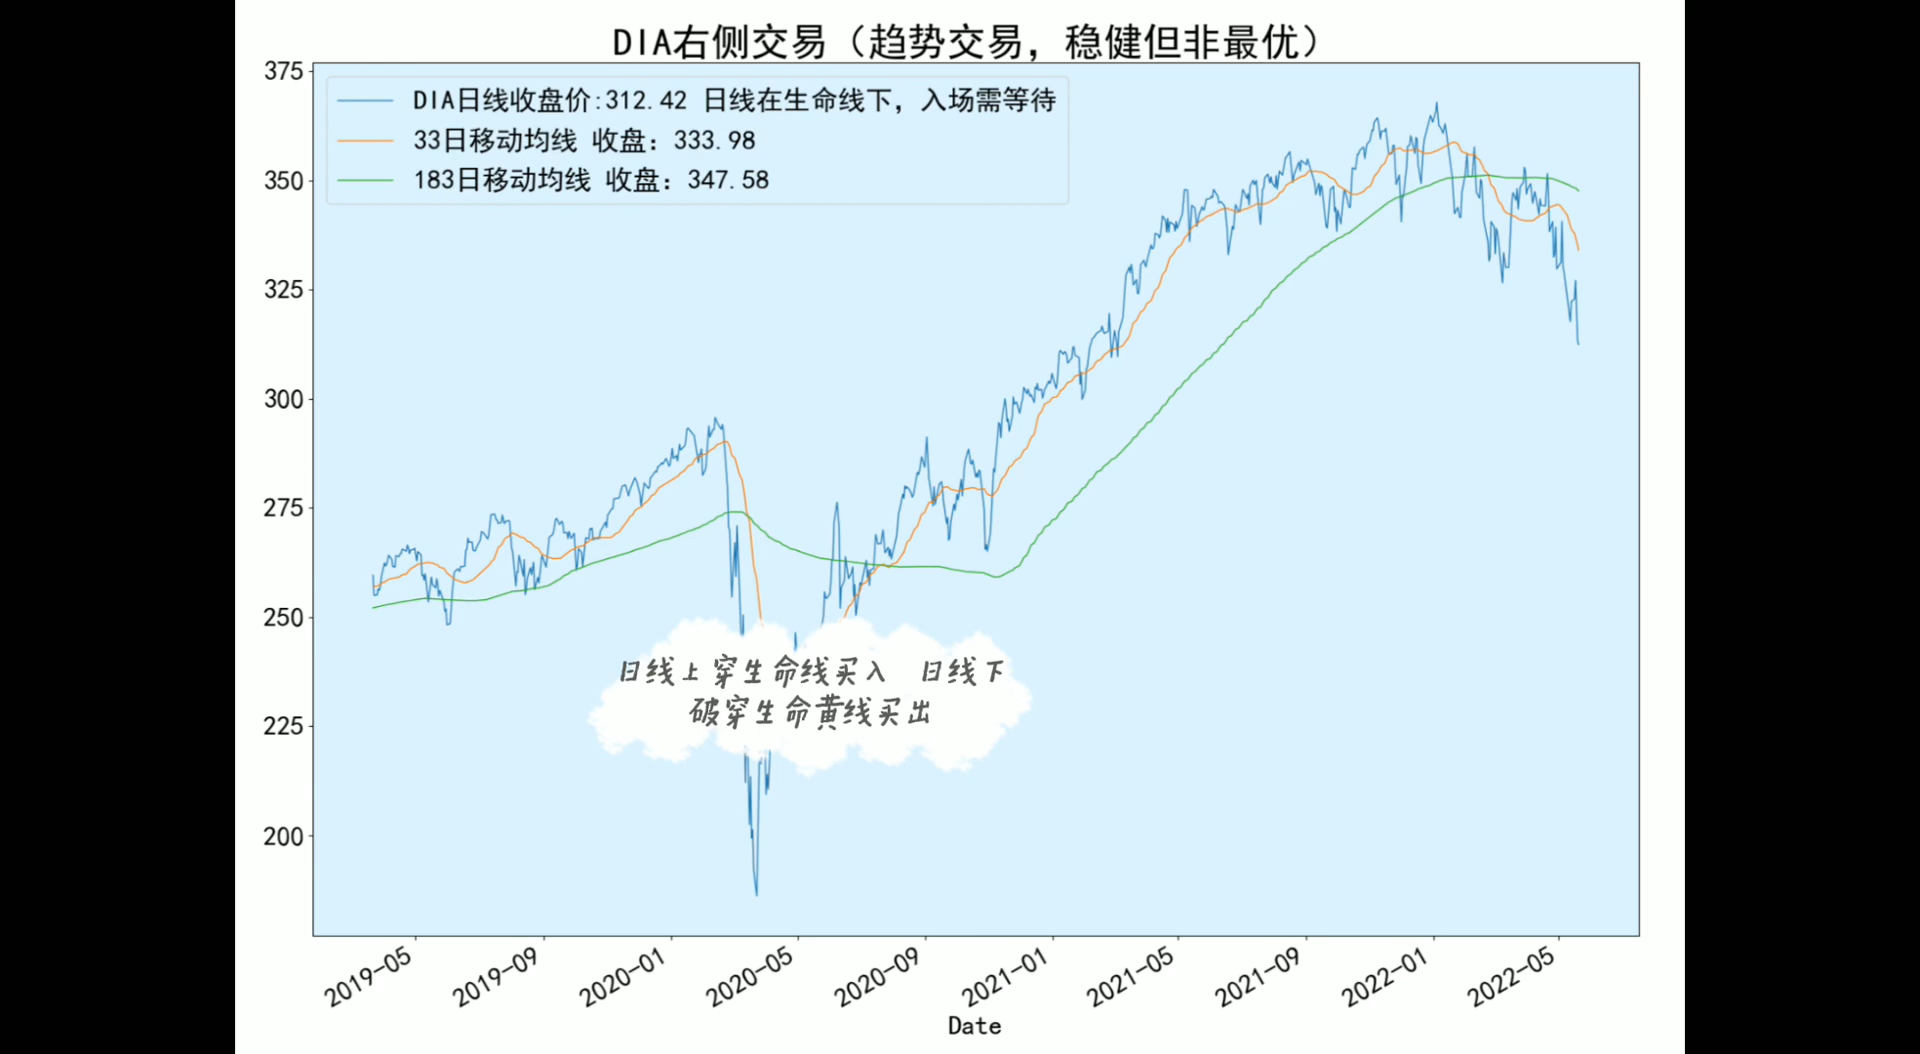 DIA右侧交易（趋势交易，稳健但非最优）
375
350
325
300
275
250
225
200
DIA日线收盘价:312.42 日线在生命线下，入场需等待
33日移动均线 收盘：333.98
183日移动均线 收盘：347.58
日线上穿生命线买入 日线下
破穿生命黄线买出
2019-05
2019-09
2020-01
2020-05
2020-09
2021-01
2021-05
2021-09
2022-01
2022-05
Date